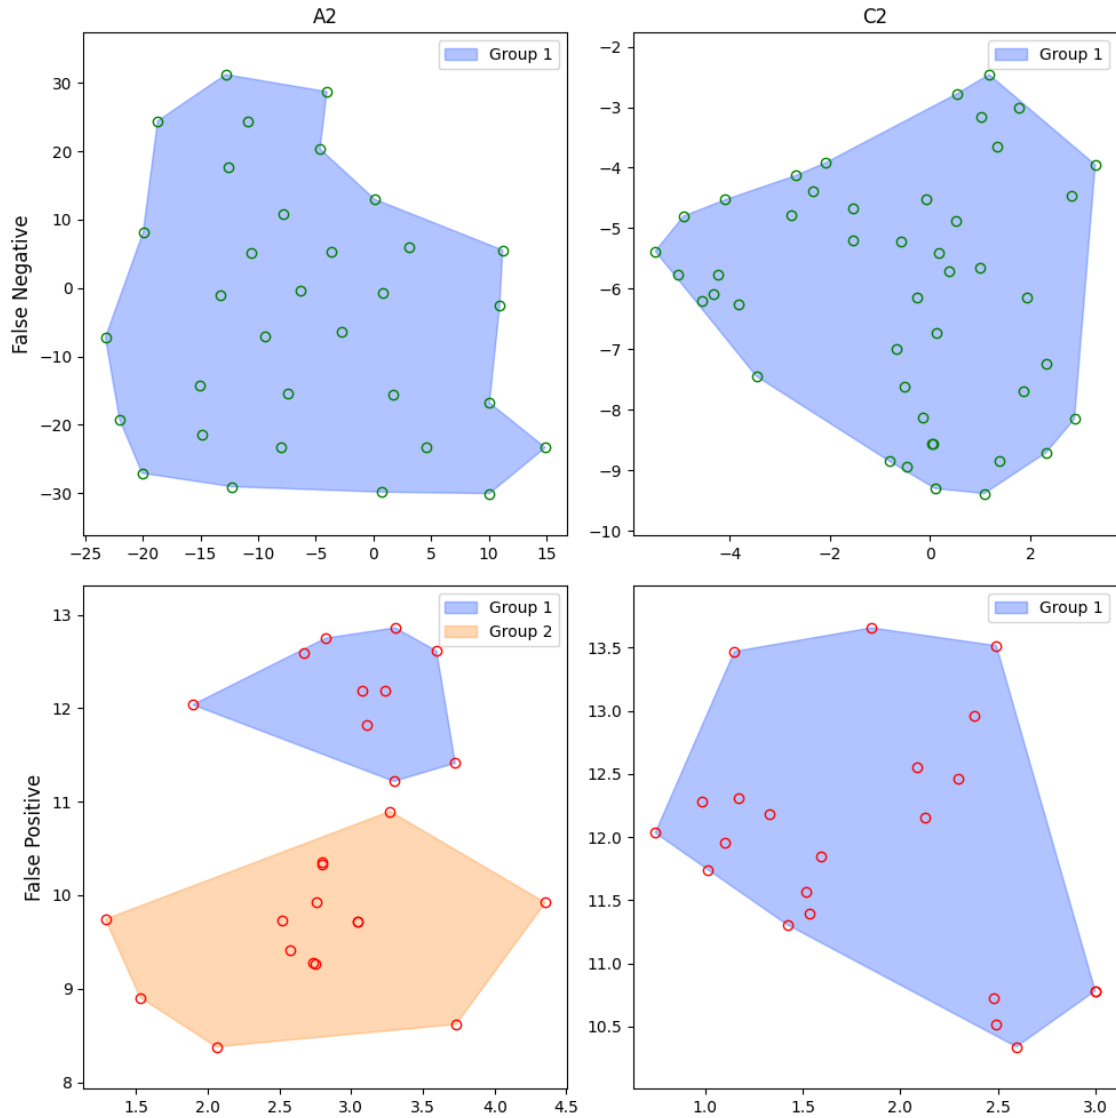 A2
C2
Group 1
Group 1
False Negative
30
20
10
0
−10
−20
−30
−2
−3
−4
−5
−6
−7
−8
−9
−10
−25 −20 −15 −10 −5 0 5 10 15
−4 −2 0 2
Group 1
Group 2
Group 1
False Positive
13
12
11
10
9
8
13.5
13.0
12.5
12.0
11.5
11.0
10.5
1.5 2.0 2.5 3.0 3.5 4.0 4.5
1.0 1.5 2.0 2.5 3.0